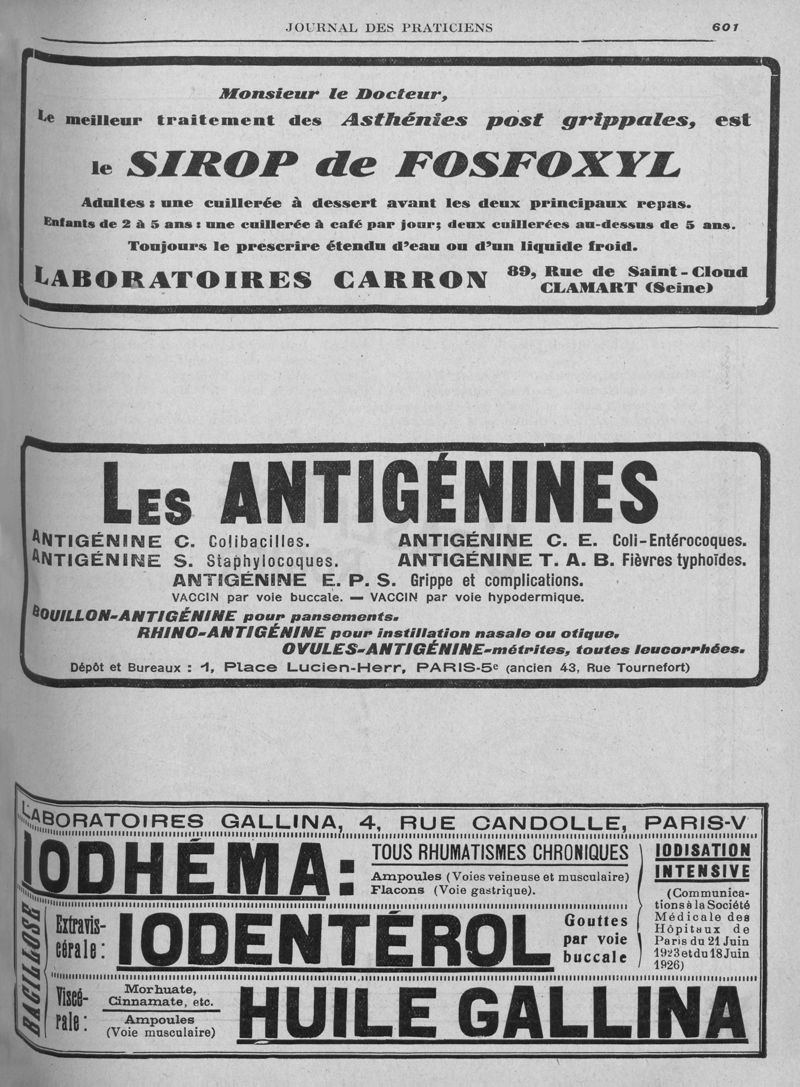 JOURNAL DES PRATICIENS 601
Monsieur le Docteur,
Le meilleur traitement des Asthénies post grippales, est
le SIROP de FOSFOXYL
Adultes : une cuillerée à dessert avant les deux principaux repas.
Enfants de 2 à 5 ans : une cuillerée à café par jour; deux cuillerées au-dessus de 5 ans.
Toujours le prescrire étendu d'eau ou d'un liquide froid.
LABORATOIRES CARRON 89, Rue de Saint-Cloud
CLAMART (Seine)
LES ANTIGÉNINES
ANTIGÉNINE C. Colibacilles. ANTIGÉNINE C. E. Coli-Entérocoques.
ANTIGÉNINE S. Staphylocoques. ANTIGÉNINE T. A. B. Fièvres typhoïdes.
ANTIGÉNINE E. P. S. Grippe et complications.
VACCIN par voie buccale. — VACCIN par voie hypodermique.
BOUILLON-ANTIGÉNINE pour pansements.
RHINO-ANTIGÉNINE pour instillation nasale ou otique.
OVULES-ANTIGÉNINE-métrites, toutes leucorrhées.
Dépôt et Bureaux : 1, Place Lucien-Herr, PARIS-5e (ancien 43, Rue Tournefort)
LABORATOIRES GALLINA, 4, RUE CANDOLLE, PARIS-V
IODHÉMA:
TOUS RHUMATISMES CHRONIQUES
Ampoules (Voies veineuse et musculaire)
Flacons (Voie gastrique).
IODISATION
INTENSIVE
(Communica-
tions à la Société
Médicale des
Hôpitaux de
Paris du 21 Juin
1923 et du 18 Juin
1926)
BACILLOSE
Extravis-
cérale:
IODENTÉROL
Gouttes
par voie
buccale
Viscé-
rale:
Morhuate,
Cinnamate, etc.
Ampoules
(Voie musculaire)
HUILE GALLINA